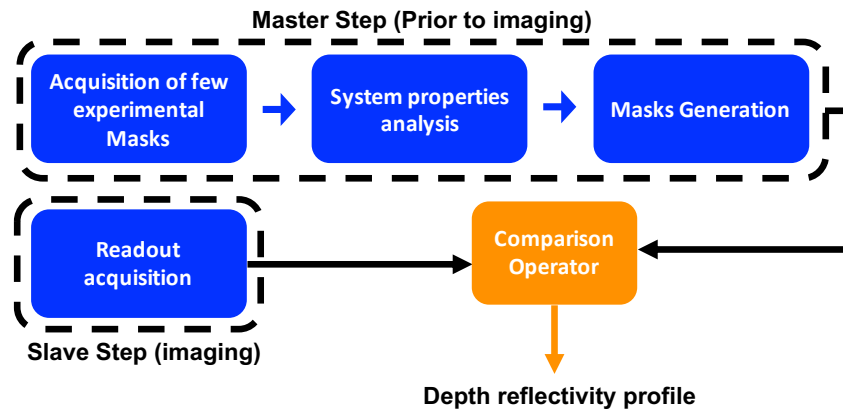 Master Step (Prior to imaging)
Acquisition of few
experimental
Masks
System properties
analysis
Masks Generation
Readout
acquisition
Comparison
Operator
Slave Step (imaging)
Depth reflectivity profile